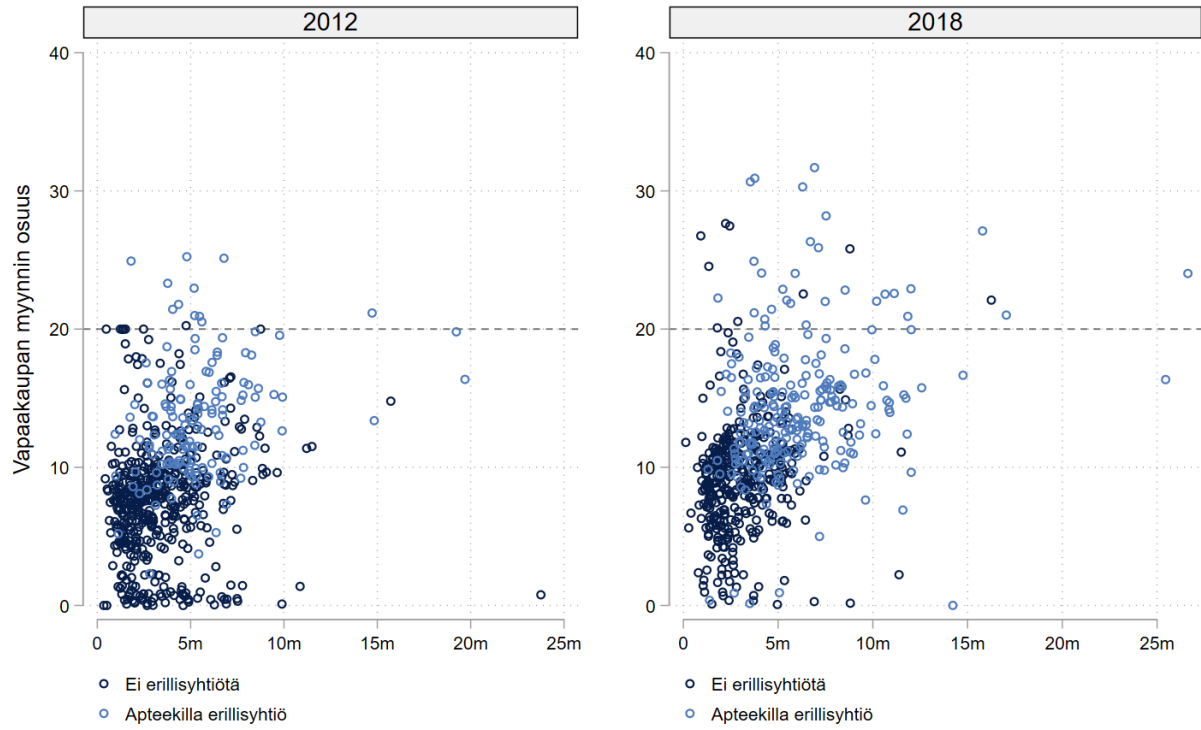 2012
2018
Vapaakaupan myynnin osuus
40
30
20
10
0
0 5m 10m 15m 20m 25m
Ei erillisyhtiötä
Apteekilla erillisyhtiö
40
30
20
10
0
0 5m 10m 15m 20m 25m
Ei erillisyhtiötä
Apteekilla erillisyhtiö